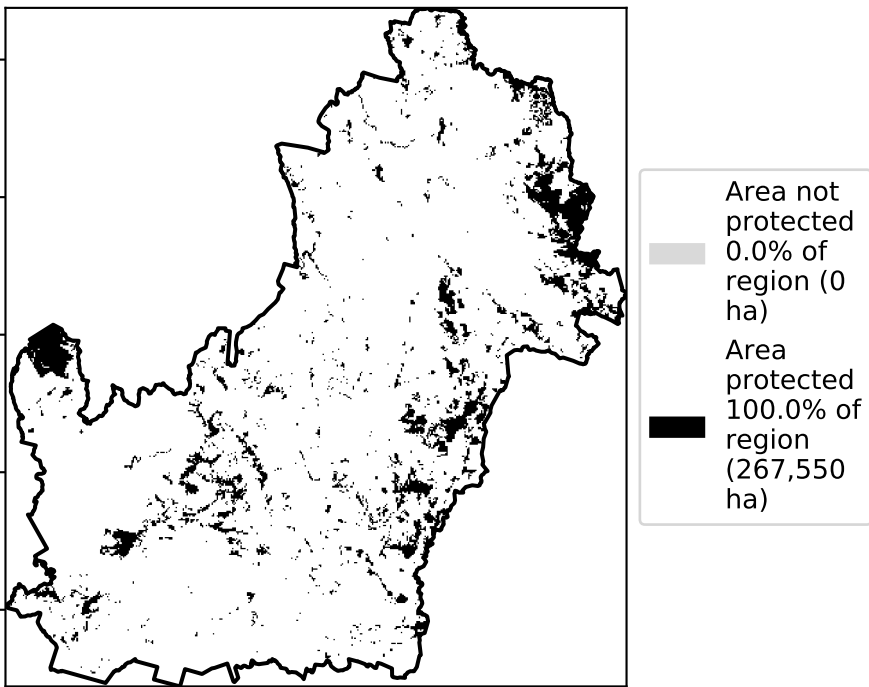 Area not
protected
0.0% of
region (0
ha)
Area
protected
100.0% of
region
(267,550
ha)